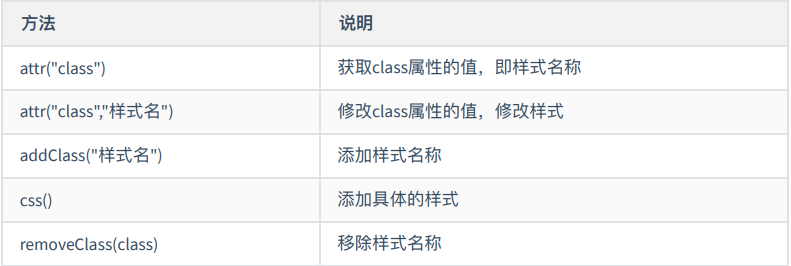 方法 说明
attr("class") 获取class属性的值，即样式名称
attr("class","样式名") 修改class属性的值，修改样式
addClass("样式名") 添加样式名称
css() 添加具体的样式
removeClass(class) 移除样式名称